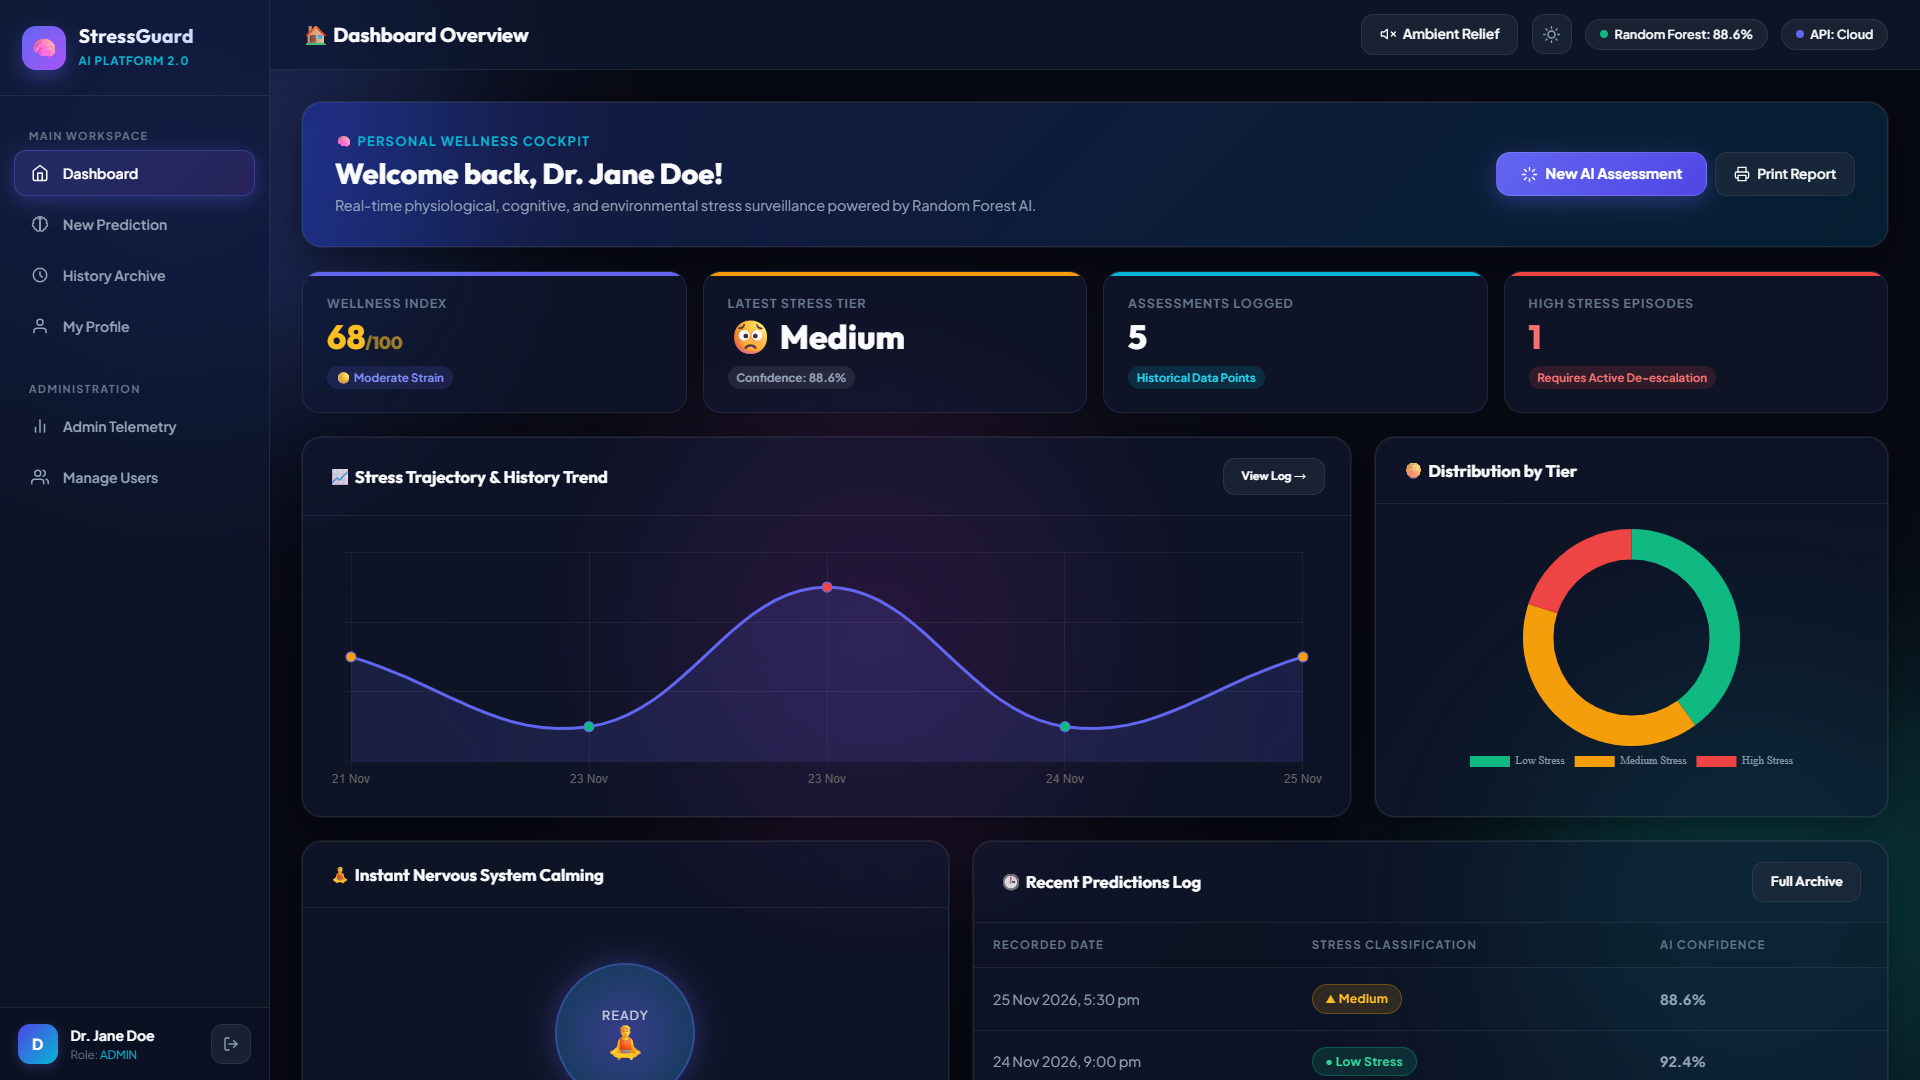 StressGuard
AI PLATFORM 2.0
MAIN WORKSPACE
Dashboard
New Prediction
History Archive
My Profile
ADMINISTRATION
Admin Telemetry
Manage Users
D
Dr. Jane Doe
Role: ADMIN
Dashboard Overview
Ambient Relief
Random Forest: 88.6%
API: Cloud
PERSONAL WELLNESS COCKPIT
Welcome back, Dr. Jane Doe!
Real-time physiological, cognitive, and environmental stress surveillance powered by Random Forest AI.
New AI Assessment
Print Report
WELLNESS INDEX
68/100
Moderate Strain
LATEST STRESS TIER
Medium
Confidence: 88.6%
ASSESSMENTS LOGGED
5
Historical Data Points
HIGH STRESS EPISODES
1
Requires Active De-escalation
Stress Trajectory & History Trend
View Log →
21 Nov
23 Nov
23 Nov
24 Nov
25 Nov
Distribution by Tier
Low Stress
Medium Stress
High Stress
Instant Nervous System Calming
READY
Recent Predictions Log
Full Archive
RECORDED DATE
STRESS CLASSIFICATION
AI CONFIDENCE
25 Nov 2026, 5:30 pm
▲ Medium
88.6%
24 Nov 2026, 9:00 pm
● Low Stress
92.4%